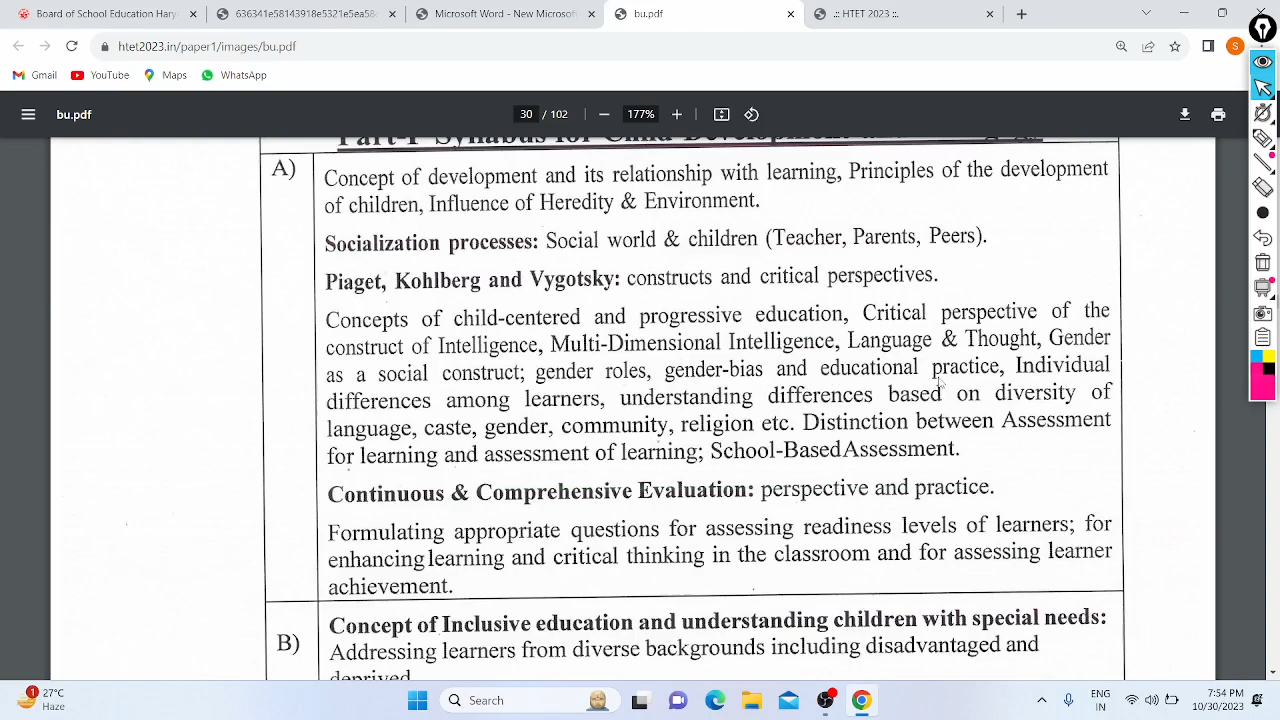 Board of School Education Hary
636341e58143918e5321e5ea58
Microsoft Word - New Microsof
bu.pdf
:: HTET 2023 ::
htet2023.in/paper1/images/bu.pdf
S
Gmail
YouTube
Maps
WhatsApp
bu.pdf
30 / 102
177%
Part-I Syllabus for Child Development and
A)
Concept of development and its relationship with learning, Principles of the development
of children, Influence of Heredity & Environment.
Socialization processes: Social world & children (Teacher, Parents, Peers).
Piaget, Kohlberg and Vygotsky: constructs and critical perspectives.
Concepts of child-centered and progressive education, Critical perspective of the
construct of Intelligence, Multi-Dimensional Intelligence, Language & Thought, Gender
as a social construct; gender roles, gender-bias and educational practice, Individual
differences among learners, understanding differences based on diversity of
language, caste, gender, community, religion etc. Distinction between Assessment
for learning and assessment of learning; School-BasedAssessment.
Continuous & Comprehensive Evaluation: perspective and practice.
Formulating appropriate questions for assessing readiness levels of learners; for
enhancing learning and critical thinking in the classroom and for assessing learner
achievement.
B)
Concept of Inclusive education and understanding children with special needs:
Addressing learners from diverse backgrounds including disadvantaged and
deprived
1
27°C
Haze
Search
ENG
IN
7:54 PM
10/30/2023